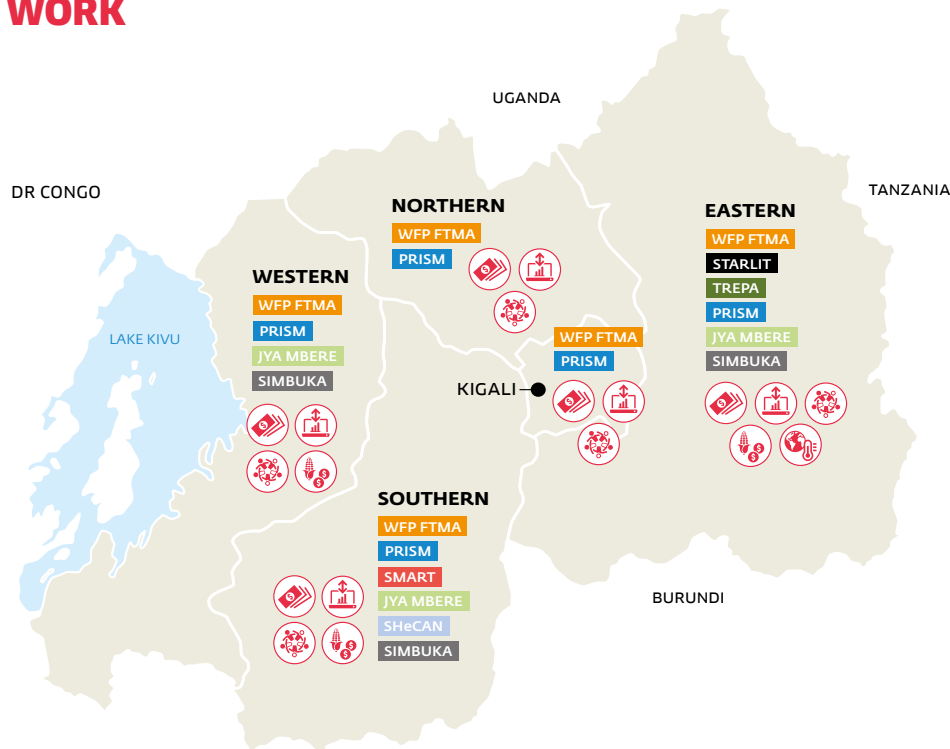 WORK
UGANDA
DR CONGO
TANZANIA
NORTHERN
WFP FTMA
PRISM
EASTERN
WFP FTMA
STARLIT
TREPA
PRISM
JYA MBERE
SIMBUKA
WESTERN
WFP FTMA
PRISM
JYA MBERE
SIMBUKA
LAKE KIVU
WFP FTMA
PRISM
KIGALI
SOUTHERN
WFP FTMA
PRISM
SMART
JYA MBERE
SHeCAN
SIMBUKA
BURUNDI